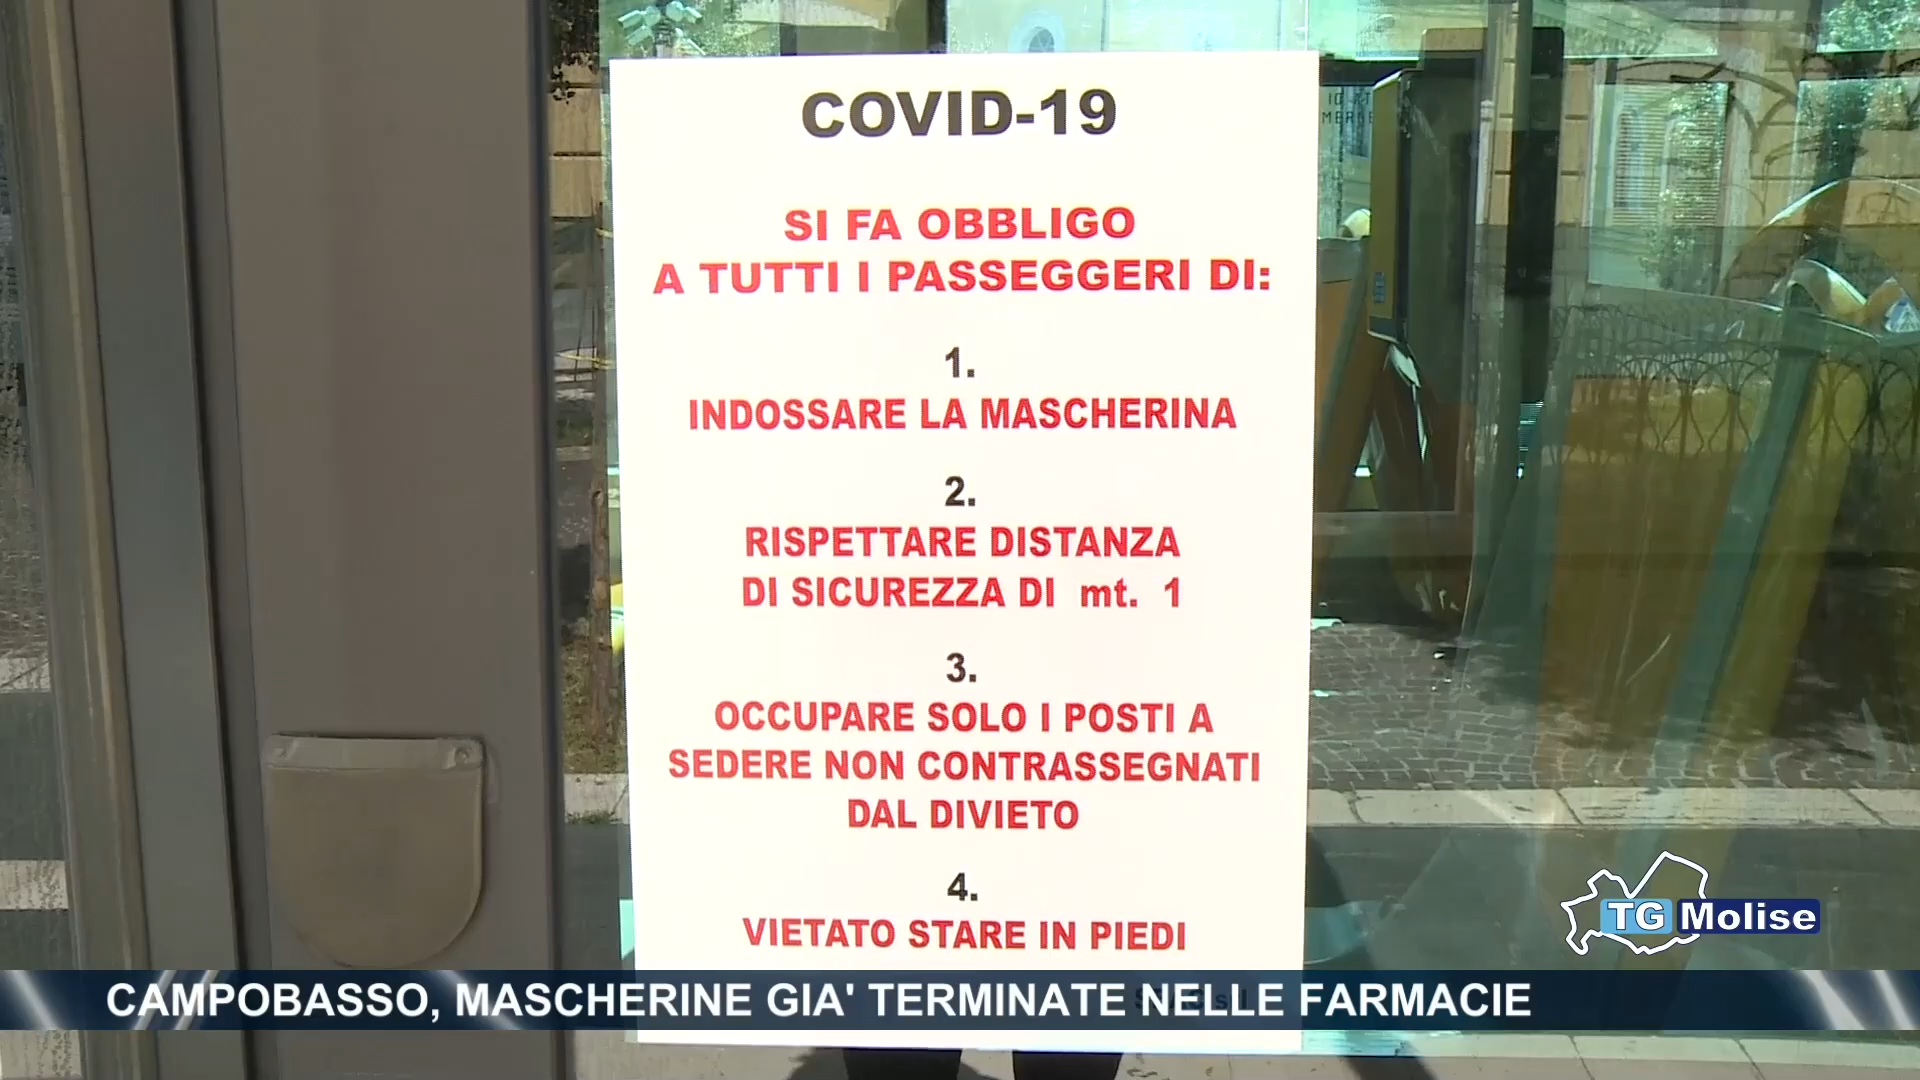 COVID-19
SI FA OBBLIGO
A TUTTI I PASSEGGERI DI:
1.
INDOSSARE LA MASCHERINA
2.
RISPETTARE DISTANZA
DI SICUREZZA DI mt. 1
3.
OCCUPARE SOLO I POSTI A
SEDERE NON CONTRASSEGNATI
DAL DIVIETO
4.
VIETATO STARE IN PIEDI
TG Molise
CAMPOBASSO, MASCHERINE GIA' TERMINATE NELLE FARMACIE